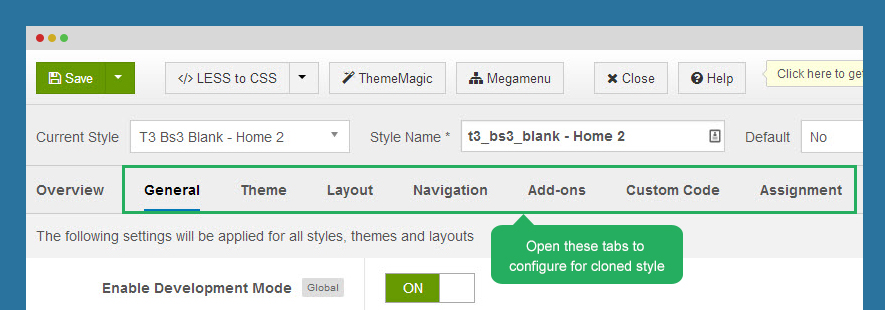 Save
</> LESS to CSS
ThemeMagic
Megamenu
Close
Help
Click here to ge
Current Style
T3 Bs3 Blank - Home 2
Style Name *
t3_bs3_blank - Home 2
Default
No
Overview
General
Theme
Layout
Navigation
Add-ons
Custom Code
Assignment
The following settings will be applied for all styles, themes and layouts
Open these tabs to
configure for cloned style
Enable Development Mode
Global
ON